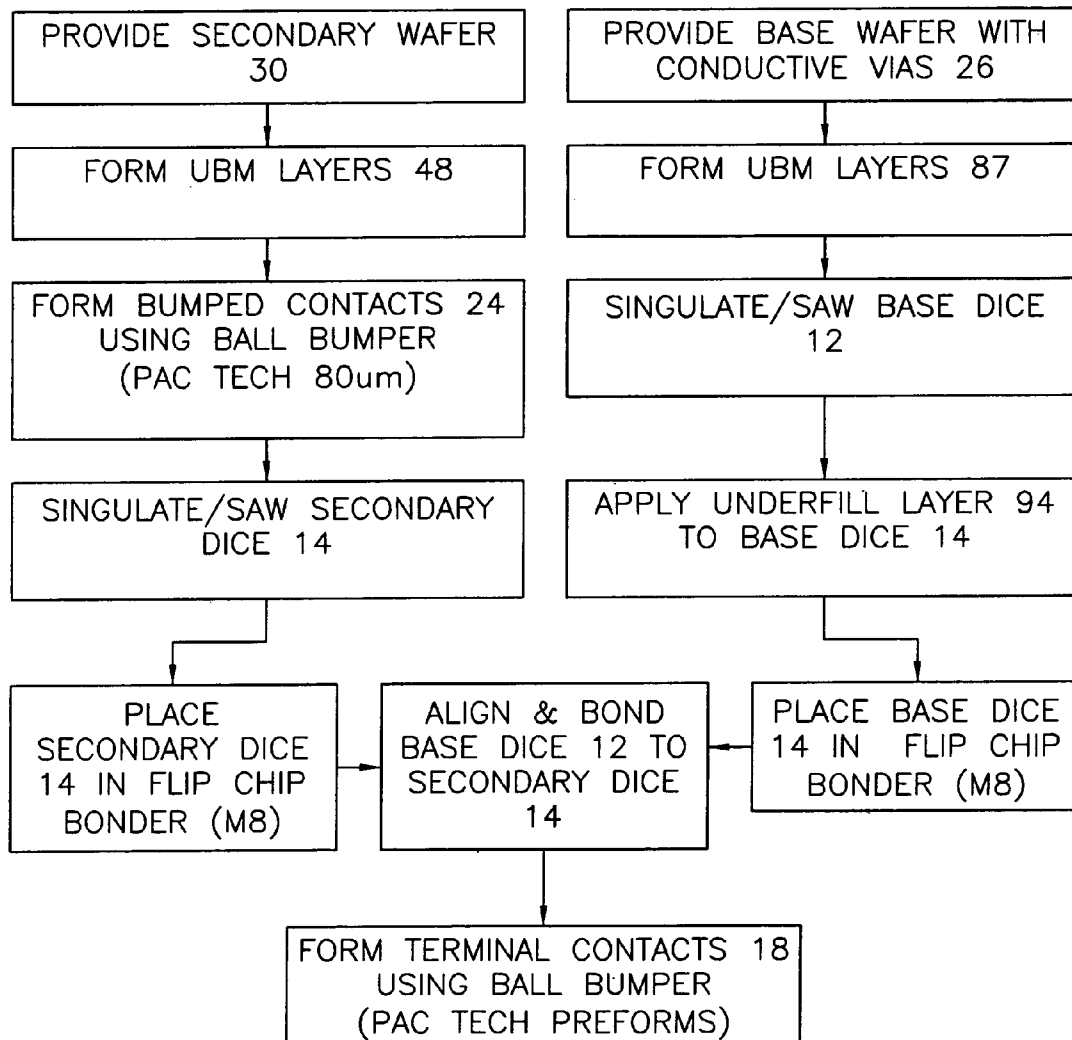 PROVIDE SECONDARY WAFER
30
FORM UBM LAYERS 48
FORM BUMPED CONTACTS 24
USING BALL BUMPER
(PAC TECH 80um)
SINGULATE/SAW SECONDARY
DICE 14
PLACE
SECONDARY DICE
14 IN FLIP CHIP
BONDER (M8)
PROVIDE BASE WAFER WITH
CONDUCTIVE VIAS 26
FORM UBM LAYERS 87
SINGULATE/SAW BASE DICE
12
APPLY UNDERFILL LAYER 94
TO BASE DICE 14
PLACE BASE DICE
14 IN FLIP CHIP
BONDER (M8)
ALIGN & BOND
BASE DICE 12 TO
SECONDARY DICE
14
FORM TERMINAL CONTACTS 18
USING BALL BUMPER
(PAC TECH PREFORMS)